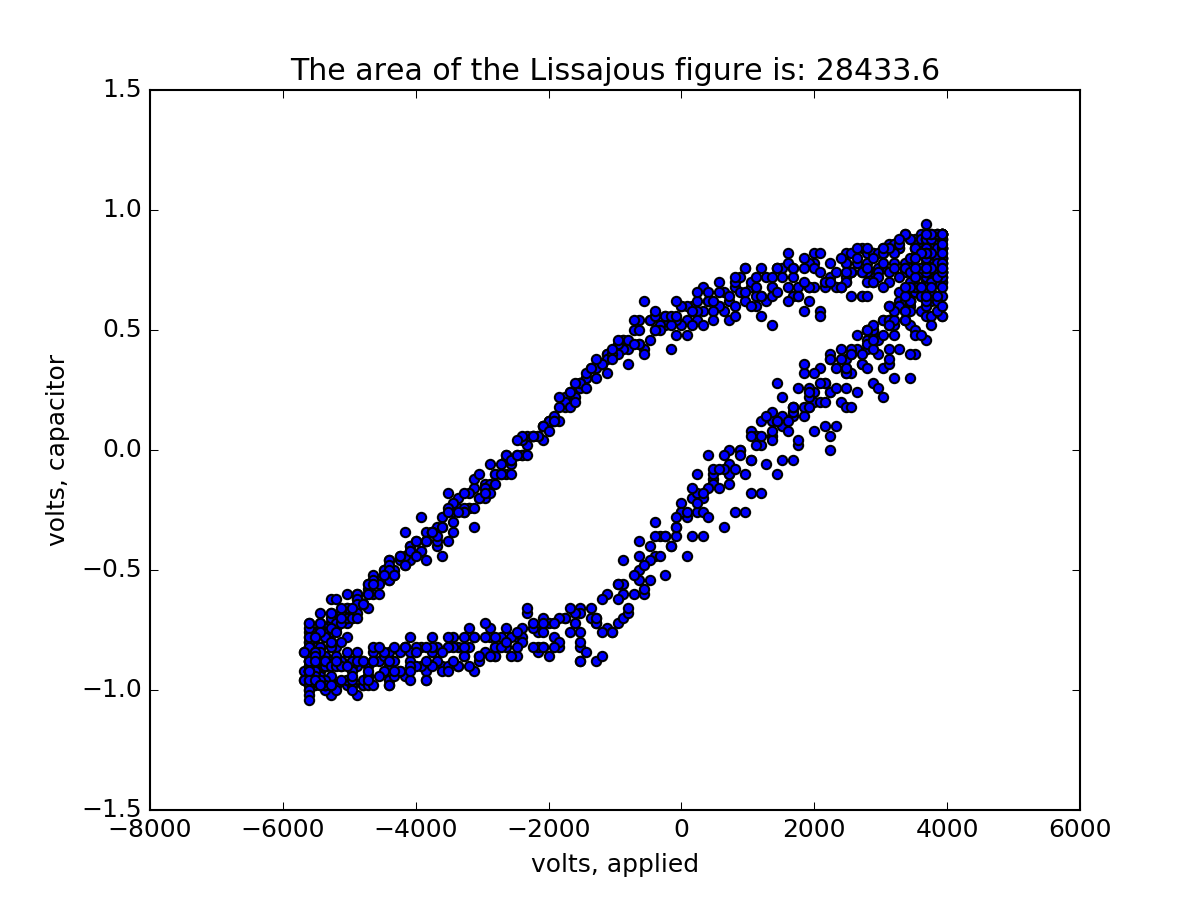 The area of the Lissajous figure is: 28433.6
1.5
1.0
0.5
0.0
−0.5
−1.0
−1.5
volts, capacitor
−8000 −6000 −4000 −2000 0 2000 4000 6000
volts, applied